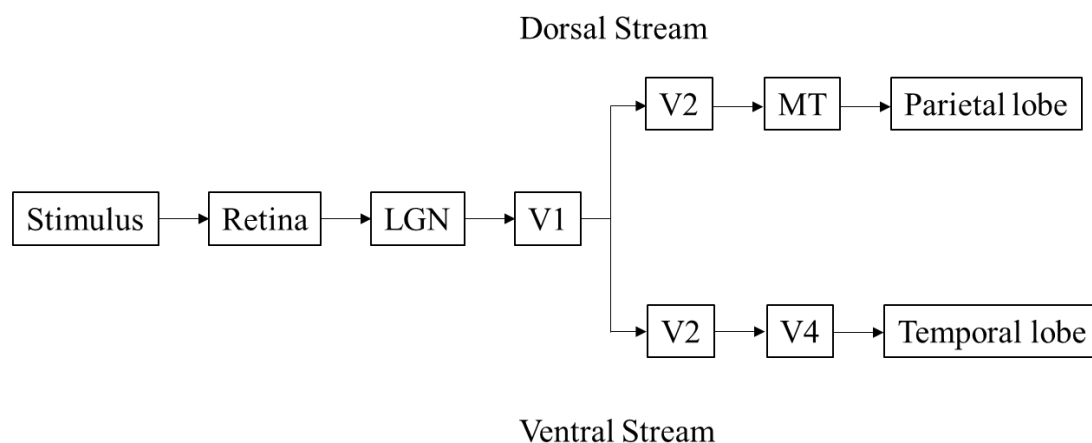 Dorsal Stream
V2 MT Parietal lobe
Stimulus Retina LGN V1
V2 V4 Temporal lobe
Ventral Stream